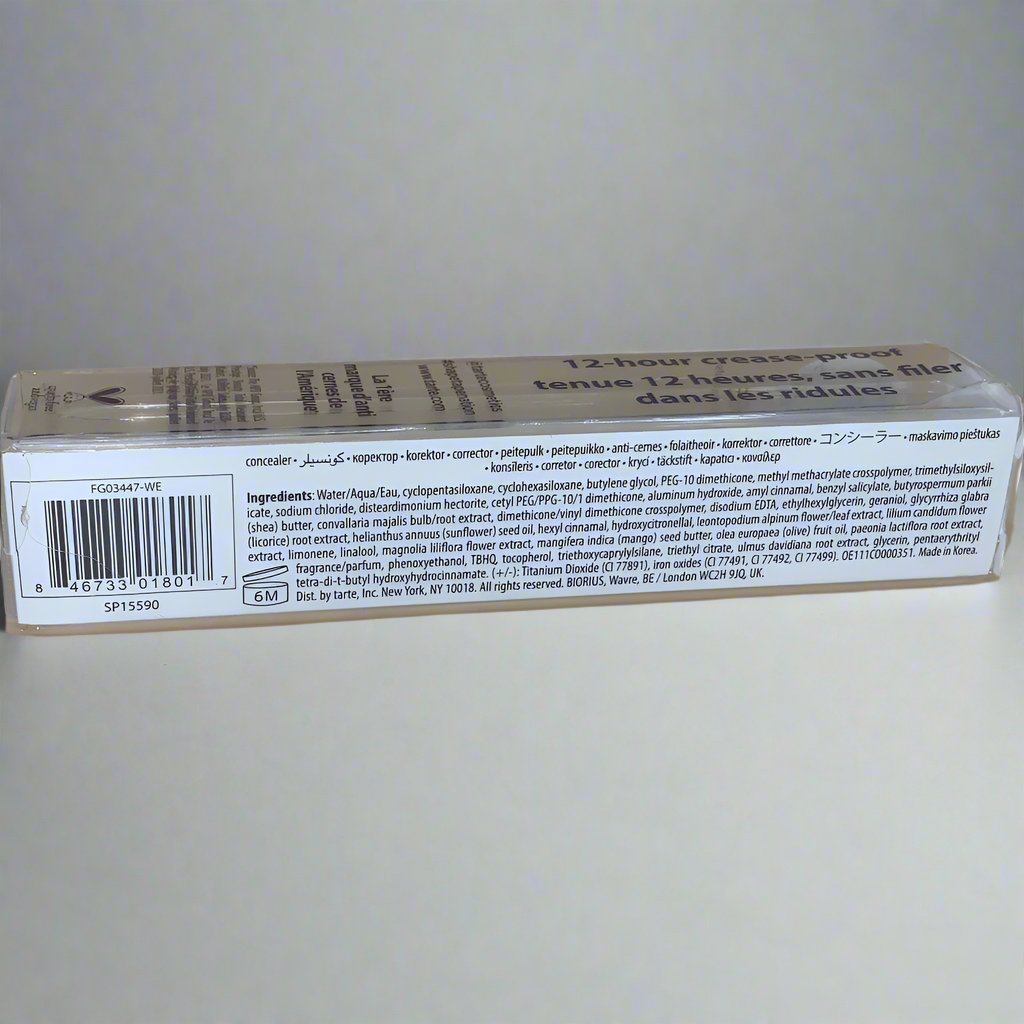 12-hour crease-proof
tenue 12 heures, sans filer
dans les ridules
@tartecosmetics
#shapetapenation
www.tarte.com
La 1ère
marque d'anti
cernes de
l'Amérique
concealer • كونسيلر • коректор • korektor • corrector • peitepulk • peitepuikko • anti-cernes • folaitheoir • korrektor • correttore • コンシーラー • maskavimo pieštukas
• konsīleris • corretor • corector • krycí • täckstift • kapatıcı • κονσίλερ
FG03447-WE
8 46733 01801 7
SP15590
6M
Ingredients: Water/Aqua/Eau, cyclopentasiloxane, cyclohexasiloxane, butylene glycol, PEG-10 dimethicone, methyl methacrylate crosspolymer, trimethylsiloxysil-
icate, sodium chloride, disteardimonium hectorite, cetyl PEG/PPG-10/1 dimethicone, aluminum hydroxide, amyl cinnamal, benzyl salicylate, butyrospermum parkii
(shea) butter, convallaria majalis bulb/root extract, dimethicone/vinyl dimethicone crosspolymer, disodium EDTA, ethylhexylglycerin, geraniol, glycyrrhiza glabra
(licorice) root extract, helianthus annuus (sunflower) seed oil, hexyl cinnamal, hydroxycitronellal, leontopodium alpinum flower/leaf extract, lilium candidum flower
extract, limonene, linalool, magnolia liliflora flower extract, mangifera indica (mango) seed butter, olea europaea (olive) fruit oil, paeonia lactiflora root extract,
fragrance/parfum, phenoxyethanol, TBHQ, tocopherol, triethoxycaprylylsilane, triethyl citrate, ulmus davidiana root extract, glycerin, pentaerythrityl
tetra-di-t-butyl hydroxyhydrocinnamate. (+/-): Titanium Dioxide (CI 77891), iron oxides (CI 77491, CI 77492, CI 77499). OE111C0000351. Made in Korea.
Dist. by tarte, Inc. New York, NY 10018. All rights reserved. BIORIUS, Wavre, BE / London WC2H 9JQ, UK.